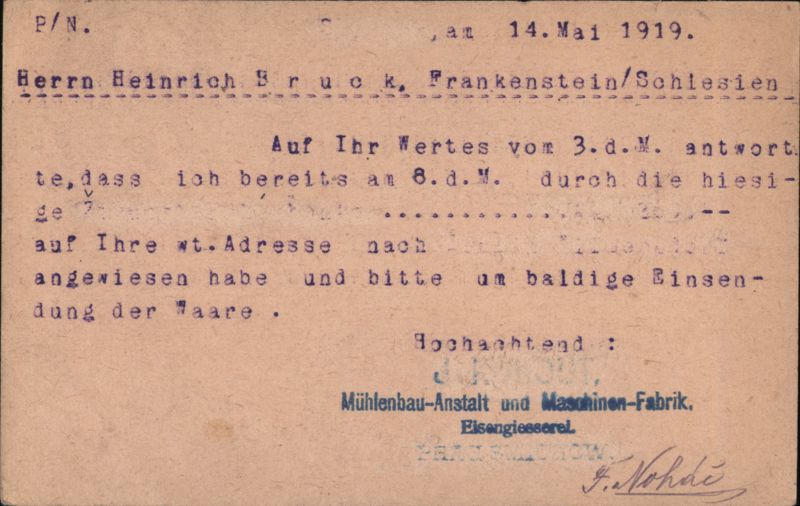 P/N. ,am 14.Mai 1919.
Herrn Heinrich B r u c k, Frankenstein/Schlesien
Auf Ihr Wertes vom 3.d.M. antwort
te,dass ich bereits am 8.d.M. durch die hiesi-
ge ..............--
auf Ihre wt.Adresse nach
angewiesen habe und bitte um baldige Einsen-
dung der Waare .
Hochachtend :
J.
Mühlenbau-Anstalt und Maschinen-Fabrik.
Eisengiesserei.
F.